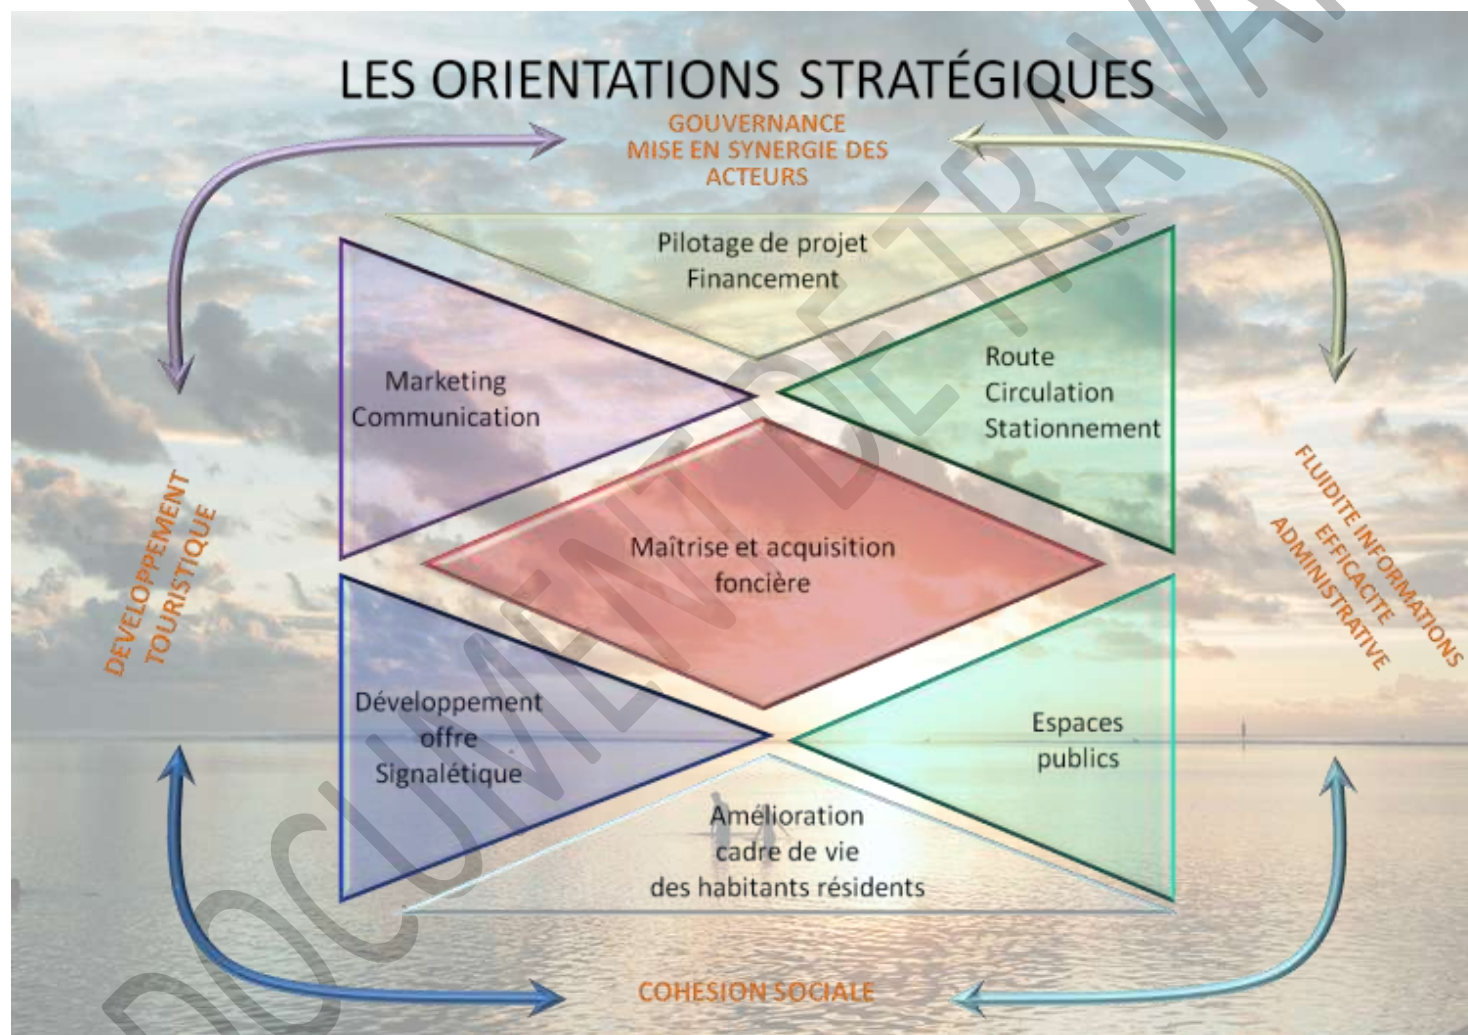 LES ORIENTATIONS STRATÉGIQUES
GOUVERNANCE
MISE EN SYNERGIE DES
ACTEURS
Pilotage de projet
Financement
Marketing
Communication
Route
Circulation
Stationnement
Maîtrise et acquisition
foncière
DEVELOPPEMENT
TOURISTIQUE
FLUIDITE INFORMATIONS
EFFICACITE
ADMINISTRATIVE
Développement
offre
Signalétique
Espaces
publics
Amélioration
cadre de vie
des habitants résidents
COHESION SOCIALE
DOCUMENT DE TRAVAI